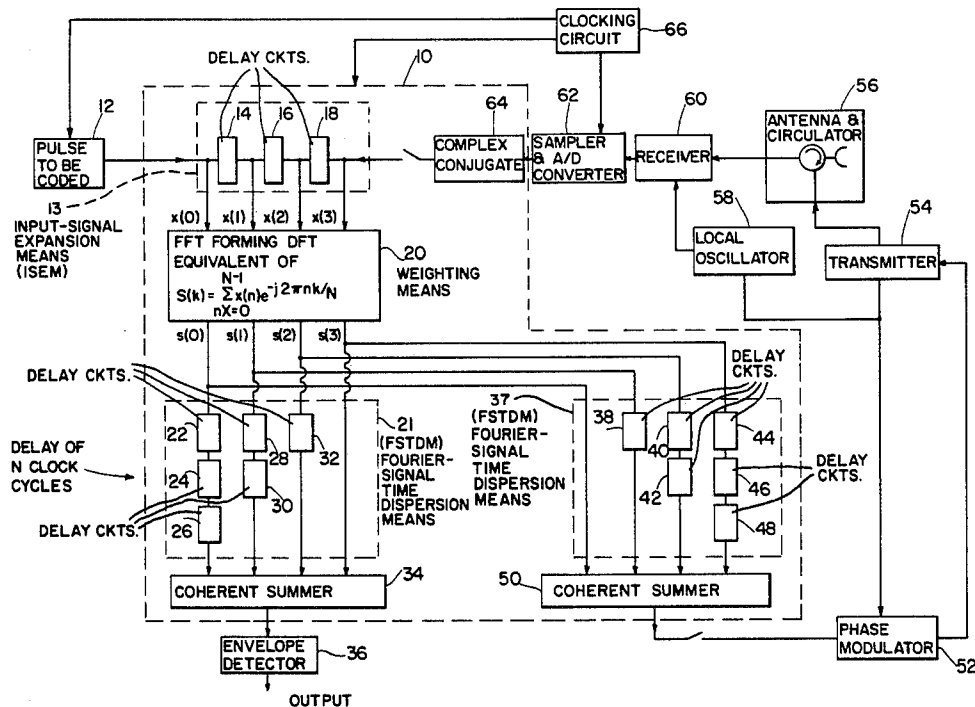 CLOCKING
CIRCUIT
66
DELAY CKTS.
10
12
14
16
18
64
62
60
56
PULSE
TO BE
CODED
COMPLEX
CONJUGATE
SAMPLER
& A/D
CONVERTER
RECEIVER
ANTENNA &
CIRCULATOR
13
INPUT-SIGNAL
EXPANSION
MEANS
(ISEM)
x(0) x(1) x(2) x(3)
58
54
FFT FORMING DFT
EQUIVALENT OF
N-1
S(k)= Σx(n)e-j2πnk/N
nX=0
20
WEIGHTING
MEANS
LOCAL
OSCILLATOR
TRANSMITTER
s(0) s(1) s(2) s(3)
DELAY CKTS.
DELAY
CKTS.
22
28
32
21
(FSTDM)
FOURIER-
SIGNAL
TIME
DISPERSION
MEANS
37
(FSTDM)
FOURIER-
SIGNAL
TIME
DISPERSION
MEANS
38
40
44
DELAY OF
N CLOCK
CYCLES
24
30
42
46
DELAY
CKTS.
DELAY CKTS.
26
48
COHERENT SUMMER
34
50
COHERENT SUMMER
ENVELOPE
DETECTOR
36
PHASE
MODULATOR
52
OUTPUT